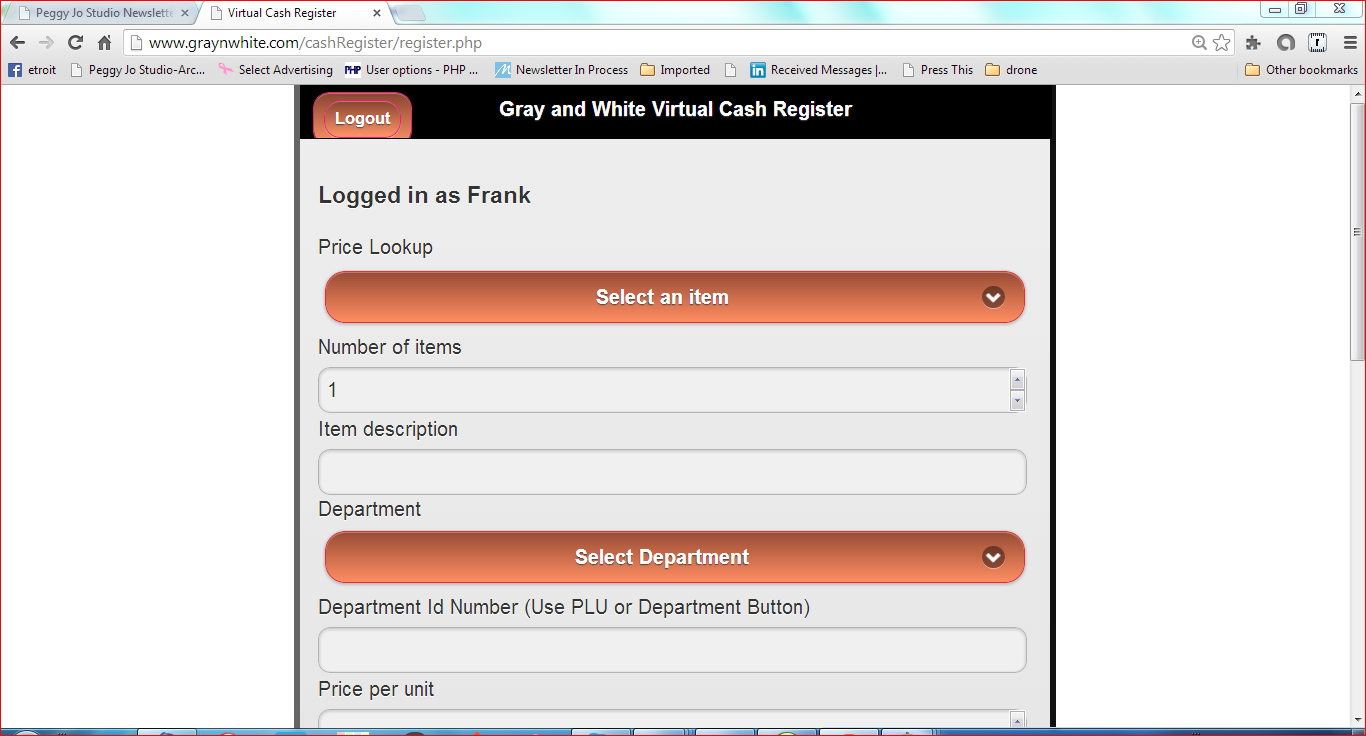 Peggy Jo Studio Newslette
Virtual Cash Register
www.graynwhite.com/cashRegister/register.php
etroit
Peggy Jo Studio-Arc...
Select Advertising
PHP
User options - PHP ...
Newsletter In Process
Imported
Received Messages |...
Press This
drone
Other bookmarks
Logout
Gray and White Virtual Cash Register
Logged in as Frank
Price Lookup
Select an item
Number of items
1
Item description
Department
Select Department
Department Id Number (Use PLU or Department Button)
Price per unit